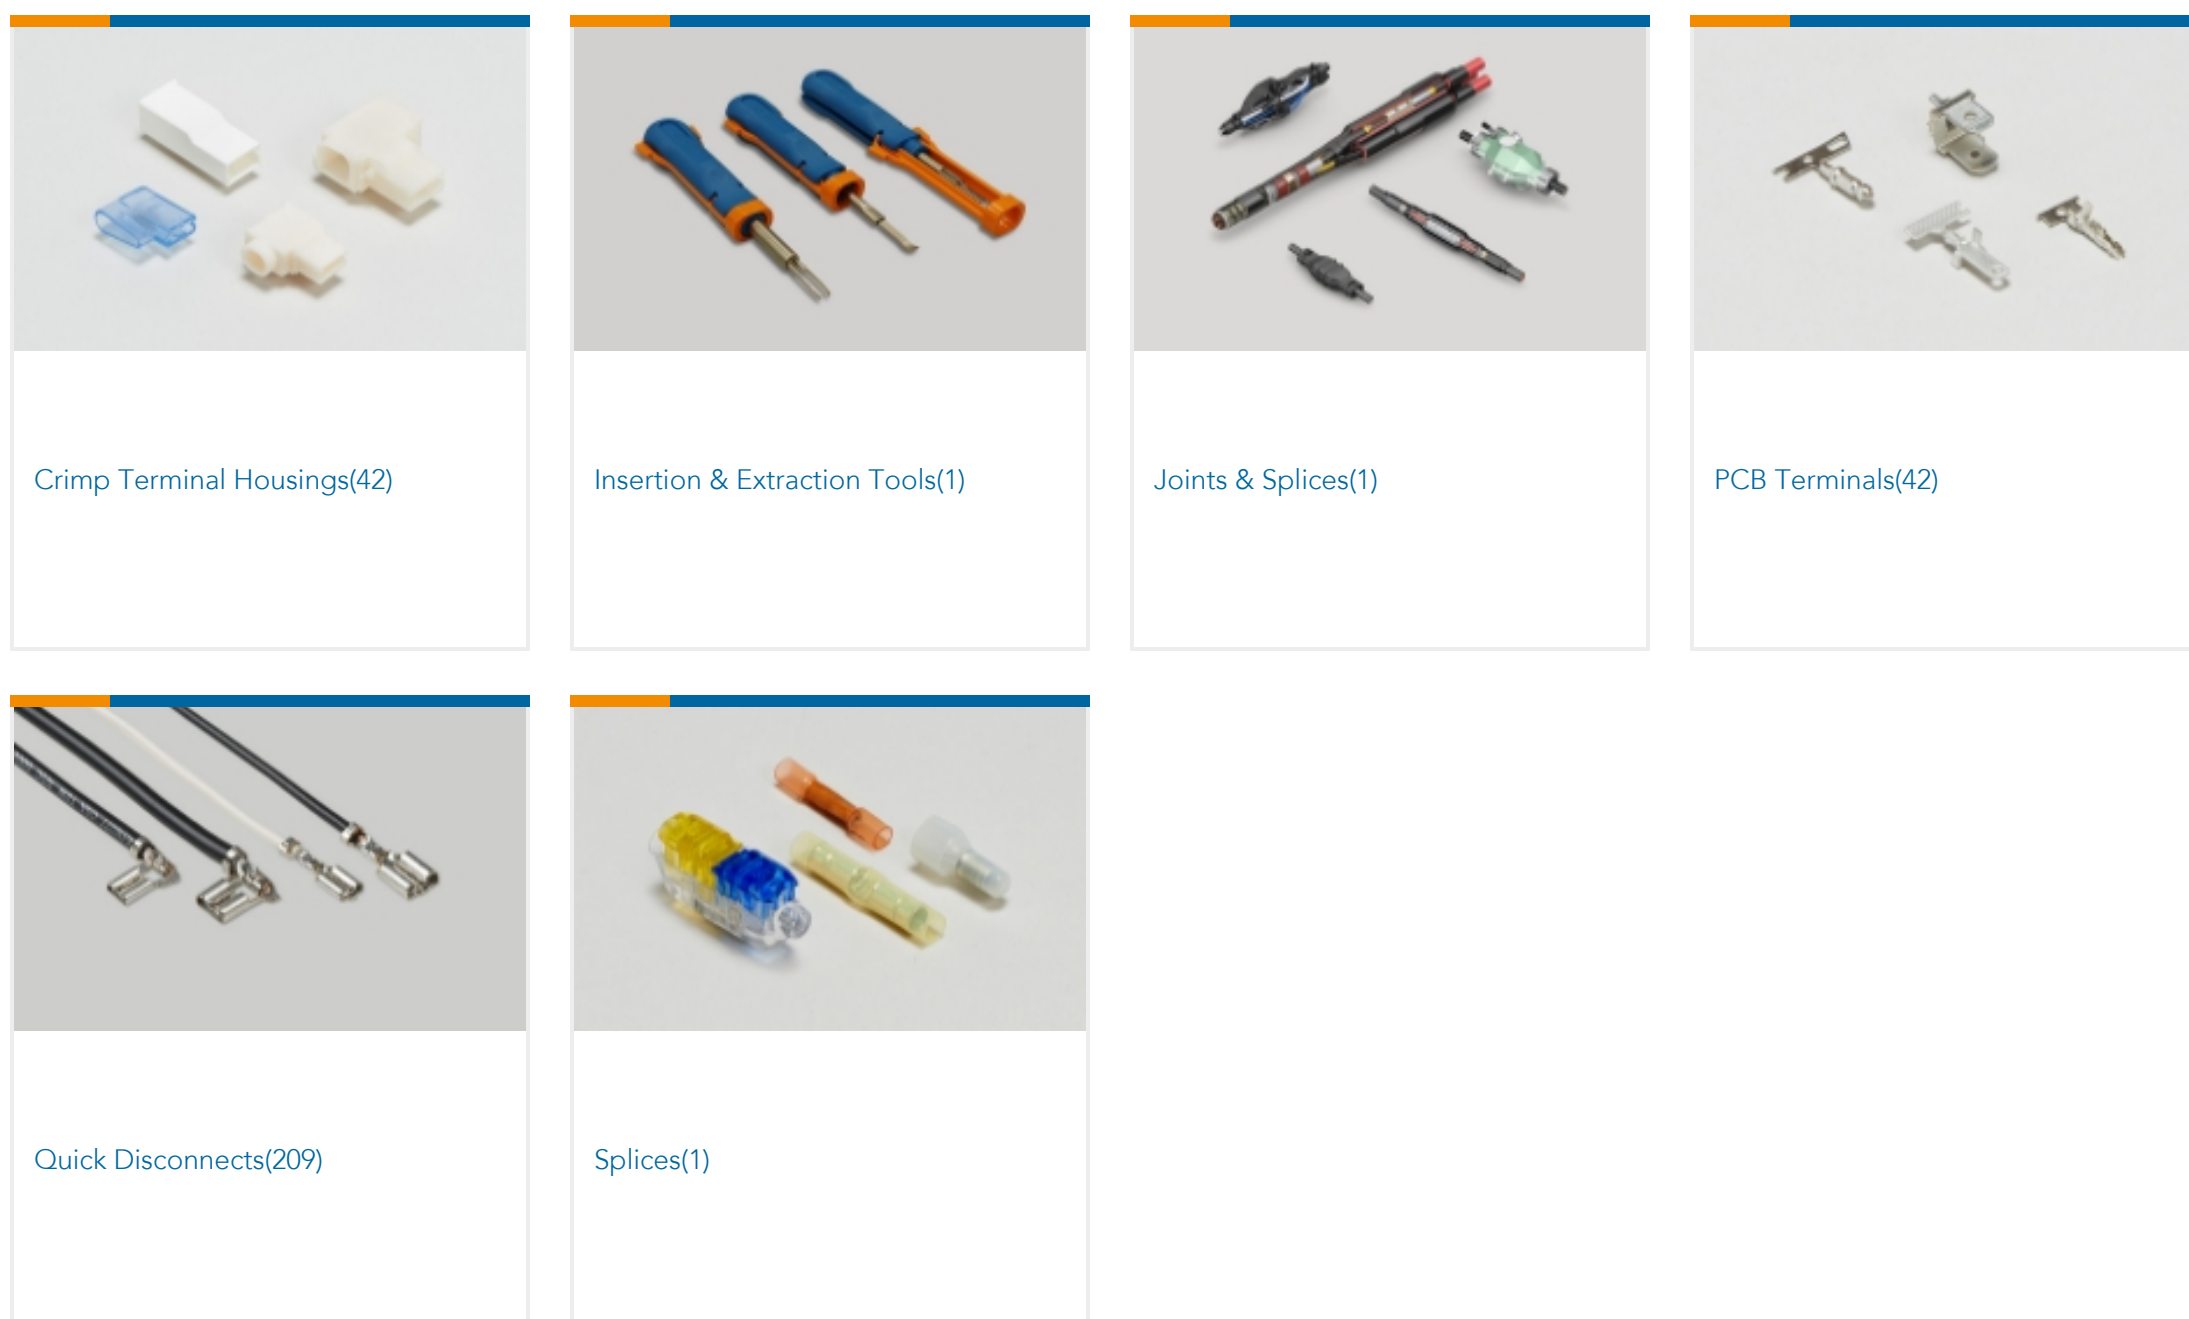 Crimp Terminal Housings(42)
Insertion & Extraction Tools(1)
Joints & Splices(1)
PCB Terminals(42)
Quick Disconnects(209)
Splices(1)